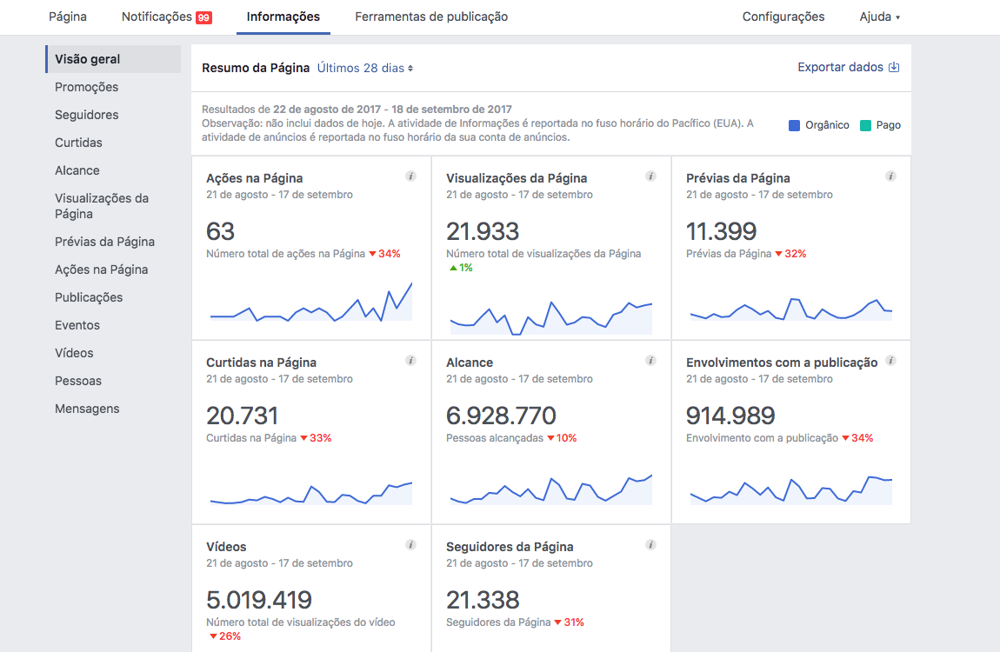 Página
Notificações 99
Informações
Ferramentas de publicação
Configurações
Ajuda
Visão geral
Promoções
Seguidores
Curtidas
Alcance
Visualizações da
Página
Prévias da Página
Ações na Página
Publicações
Eventos
Vídeos
Pessoas
Mensagens
Resumo da Página Últimos 28 dias
Exportar dados
Resultados de 22 de agosto de 2017 - 18 de setembro de 2017
Observação: não inclui dados de hoje. A atividade de Informações é reportada no fuso horário do Pacífico (EUA). A
atividade de anúncios é reportada no fuso horário da sua conta de anúncios.
Orgânico
Pago
Ações na Página
21 de agosto - 17 de setembro
63
Número total de ações na Página 34%
Visualizações da Página
21 de agosto - 17 de setembro
21.933
Número total de visualizações da Página
1%
Prévias da Página
21 de agosto - 17 de setembro
11.399
Prévias da Página 32%
Curtidas na Página
21 de agosto - 17 de setembro
20.731
Curtidas na Página 33%
Alcance
21 de agosto - 17 de setembro
6.928.770
Pessoas alcançadas 10%
Envolvimentos com a publicação
21 de agosto - 17 de setembro
914.989
Envolvimento com a publicação 34%
Vídeos
21 de agosto - 17 de setembro
5.019.419
Número total de visualizações do vídeo
26%
Seguidores da Página
21 de agosto - 17 de setembro
21.338
Seguidores da Página 31%